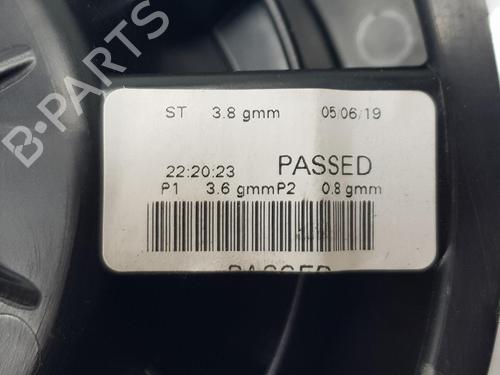 B-PARTS
ST 3.8 gmm 05/06/19
22:20:23 PASSED
P1 3.6 gmmP2 0.8 gmm
PASSED